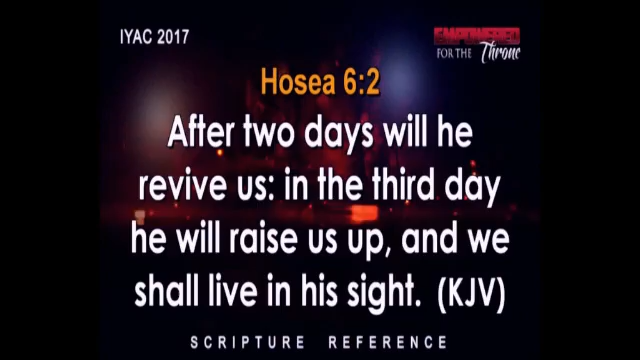 IYAC 2017
EMPOWERED
FOR THE Throne
Hosea 6:2
After two days will he
revive us: in the third day
he will raise us up, and we
shall live in his sight. (KJV)
SCRIPTURE REFERENCE